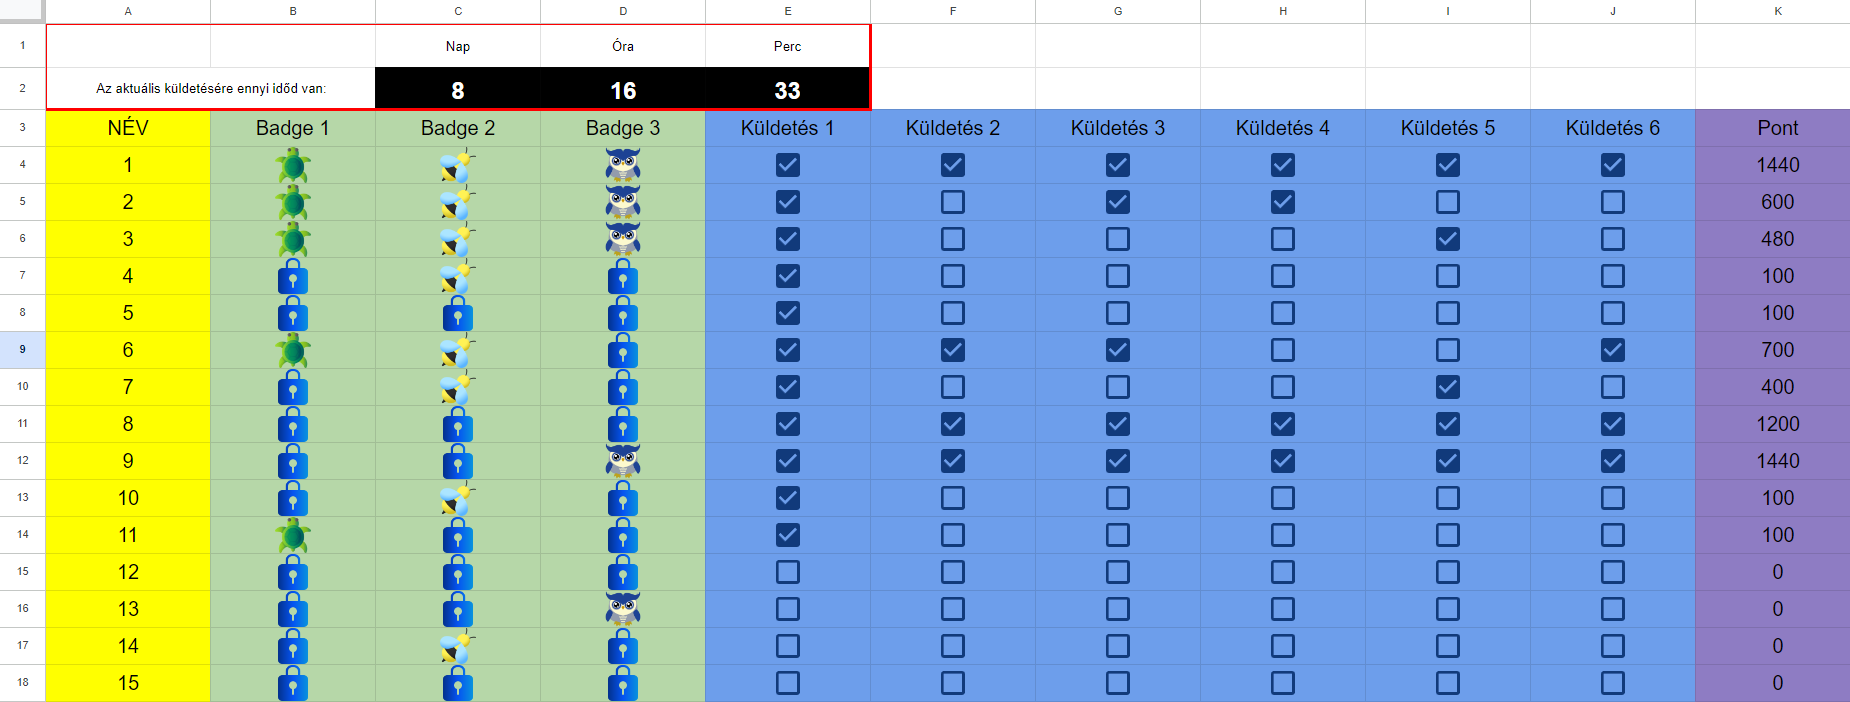 A B C D E F G H I J K
1 Nap Óra Perc
2 Az aktuális küldetésére ennyi időd van: 8 16 33
3 NÉV Badge 1 Badge 2 Badge 3 Küldetés 1 Küldetés 2 Küldetés 3 Küldetés 4 Küldetés 5 Küldetés 6 Pont
4 1 1440
5 2 600
6 3 480
7 4 100
8 5 100
9 6 700
10 7 400
11 8 1200
12 9 1440
13 10 100
14 11 100
15 12 0
16 13 0
17 14 0
18 15 0